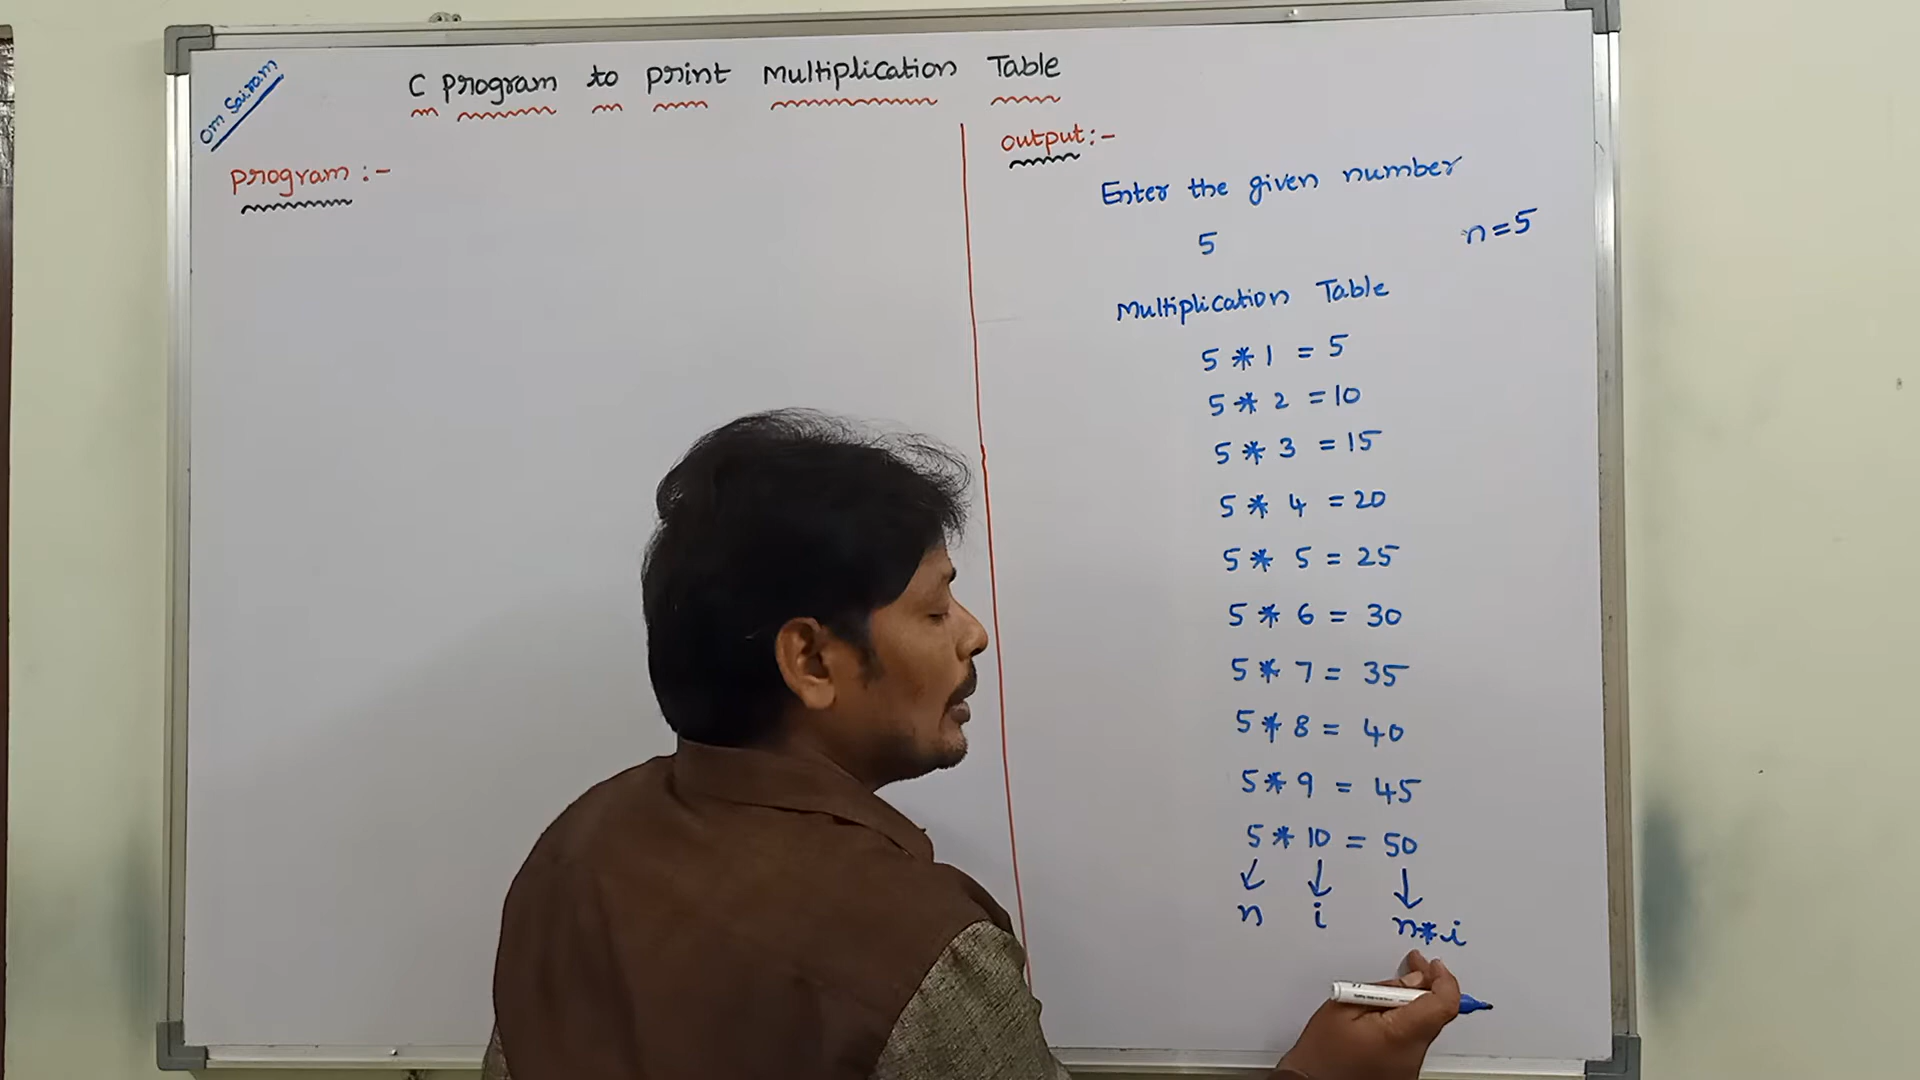 Om Sairam
C program to print Multiplication Table
program :-
output :-
Enter the given number
5
n=5
Multiplication Table
5 * 1 = 5
5 * 2 = 10
5 * 3 = 15
5 * 4 = 20
5 * 5 = 25
5 * 6 = 30
5 * 7 = 35
5 * 8 = 40
5 * 9 = 45
5 * 10 = 50
↓ ↓ ↓
n i n*i